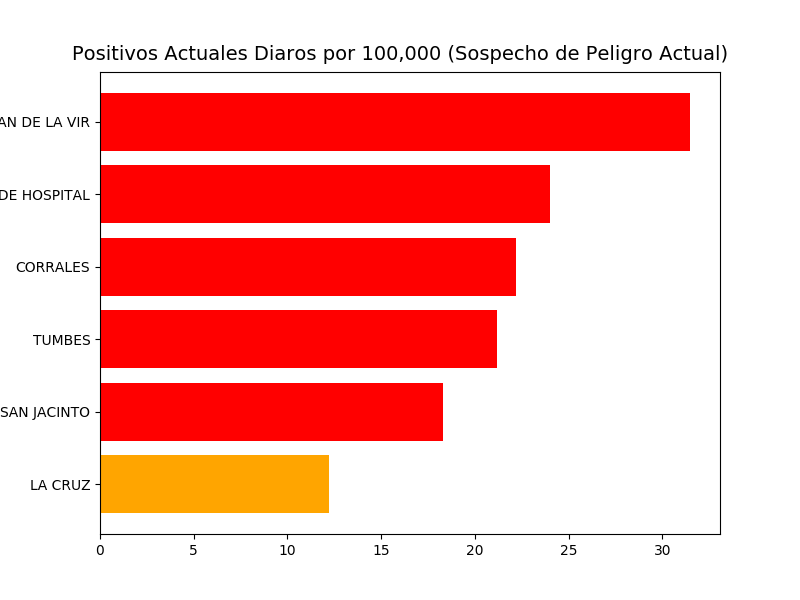 Positivos Actuales Diaros por 100,000 (Sospecho de Peligro Actual)
AN DE LA VIR
DE HOSPITAL
CORRALES
TUMBES
SAN JACINTO
LA CRUZ
0 5 10 15 20 25 30